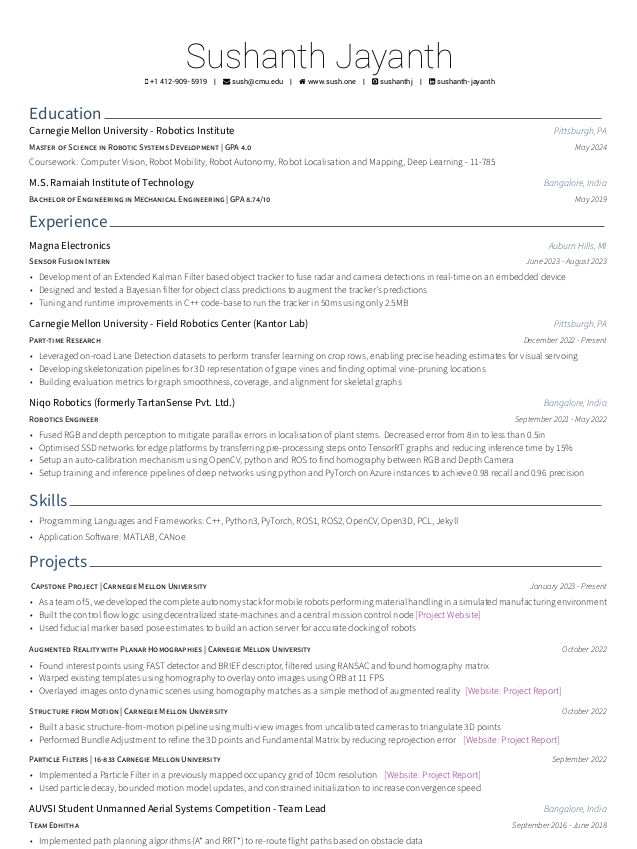 Sushanth Jayanth
+1 412-909-5919 | sush@cmu.edu | www.sush.one | sushanthj | sushanth-jayanth
Education
Carnegie Mellon University - Robotics Institute Pittsburgh, PA
Master of Science in Robotic Systems Development | GPA 4.0 May 2024
Coursework: Computer Vision, Robot Mobility, Robot Autonomy, Robot Localisation and Mapping, Deep Learning - 11-785
M.S. Ramaiah Institute of Technology Bangalore, India
Bachelor of Engineering in Mechanical Engineering | GPA 8.74/10 May 2019
Experience
Magna Electronics Auburn Hills, MI
Sensor Fusion Intern June 2023 - August 2023
• Development of an Extended Kalman Filter based object tracker to fuse radar and camera detections in real-time on an embedded device
• Designed and tested a Bayesian filter for object class predictions to augment the tracker's predictions
• Tuning and runtime improvements in C++ code-base to run the tracker in 50ms using only 2.5MB
Carnegie Mellon University - Field Robotics Center (Kantor Lab) Pittsburgh, PA
Part-time Research December 2022 - Present
• Leveraged on-road Lane Detection datasets to perform transfer learning on crop rows, enabling precise heading estimates for visual servoing
• Developing skeletonization pipelines for 3D representation of grape vines and finding optimal vine-pruning locations
• Building evaluation metrics for graph smoothness, coverage, and alignment for skeletal graphs
Niqo Robotics (formerly TartanSense Pvt. Ltd.) Bangalore, India
Robotics Engineer September 2021 - May 2022
• Fused RGB and depth perception to mitigate parallax errors in localisation of plant stems. Decreased error from 8in to less than 0.5in
• Optimised SSD networks for edge platforms by transferring pre-processing steps onto TensorRT graphs and reducing inference time by 15%
• Setup an auto-calibration mechanism using OpenCV, python and ROS to find homography between RGB and Depth Camera
• Setup training and inference pipelines of deep networks using python and PyTorch on Azure instances to achieve 0.98 recall and 0.96 precision
Skills
• Programming Languages and Frameworks: C++, Python3, PyTorch, ROS1, ROS2, OpenCV, Open3D, PCL, Jekyll
• Application Software: MATLAB, CANoe
Projects
Capstone Project | Carnegie Mellon University January 2023 - Present
• As a team of 5, we developed the complete autonomy stack for mobile robots performing material handling in a simulated manufacturing environment
• Built the control flow logic using decentralized state-machines and a central mission control node [Project Website]
• Used fiducial marker based pose estimates to build an action server for accurate docking of robots
Augmented Reality with Planar Homographies | Carnegie Mellon University October 2022
• Found interest points using FAST detector and BRIEF descriptor, filtered using RANSAC and found homography matrix
• Warped existing templates using homography to overlay onto images using ORB at 11 FPS
• Overlayed images onto dynamic scenes using homography matches as a simple method of augmented reality [Website: Project Report]
Structure from Motion | Carnegie Mellon University October 2022
• Built a basic structure-from-motion pipeline using multi-view images from uncalibrated cameras to triangulate 3D points
• Performed Bundle Adjustment to refine the 3D points and Fundamental Matrix by reducing reprojection error [Website: Project Report]
Particle Filters | 16-833 Carnegie Mellon University September 2022
• Implemented a Particle Filter in a previously mapped occupancy grid of 10cm resolution [Website: Project Report]
• Used particle decay, bounded motion model updates, and constrained initialization to increase convergence speed
AUVSI Student Unmanned Aerial Systems Competition - Team Lead Bangalore, India
Team Edhitha September 2016 - June 2018
• Implemented path planning algorithms (A* and RRT*) to re-route flight paths based on obstacle data